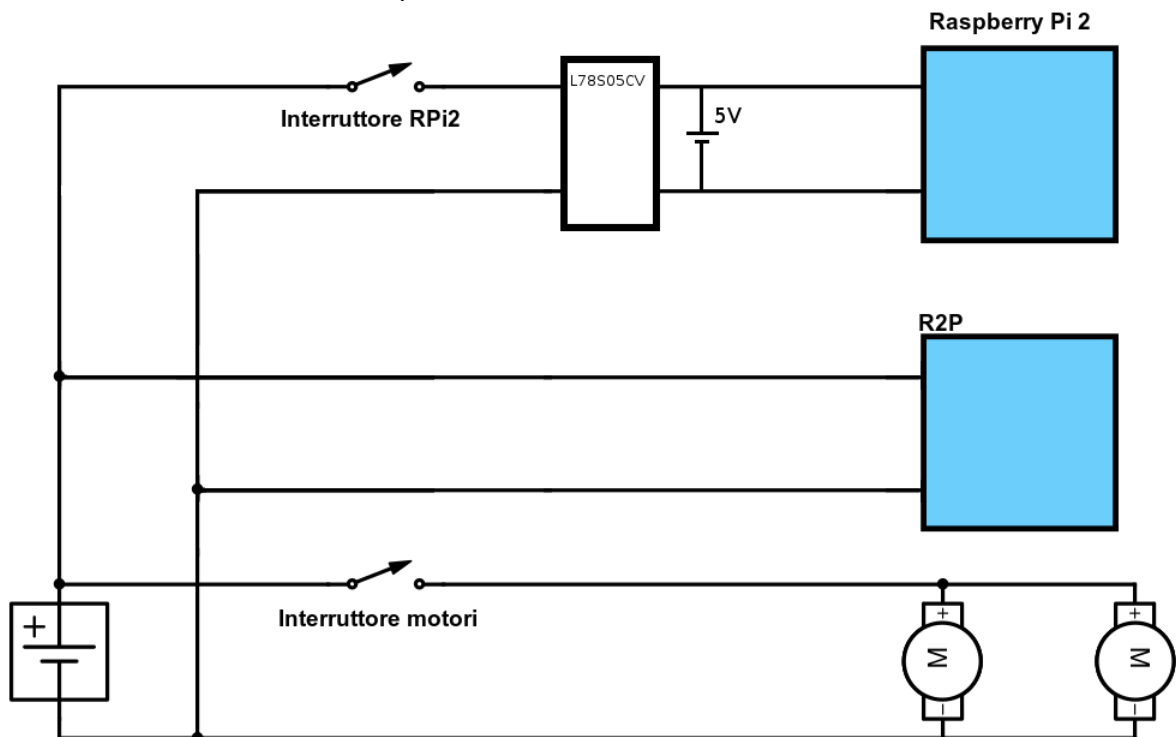 Raspberry Pi 2
L78S05CV
Interruttore RPi2
5V
R2P
Interruttore motori
+
+
+
M
M
-
-